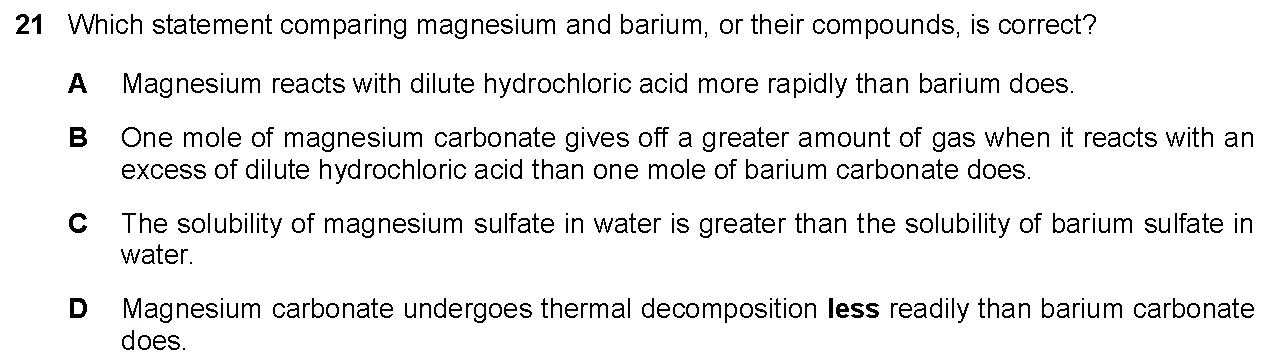 21 Which statement comparing magnesium and barium, or their compounds, is correct?
A Magnesium reacts with dilute hydrochloric acid more rapidly than barium does.
B One mole of magnesium carbonate gives off a greater amount of gas when it reacts with an
excess of dilute hydrochloric acid than one mole of barium carbonate does.
C The solubility of magnesium sulfate in water is greater than the solubility of barium sulfate in
water.
D Magnesium carbonate undergoes thermal decomposition less readily than barium carbonate
does.